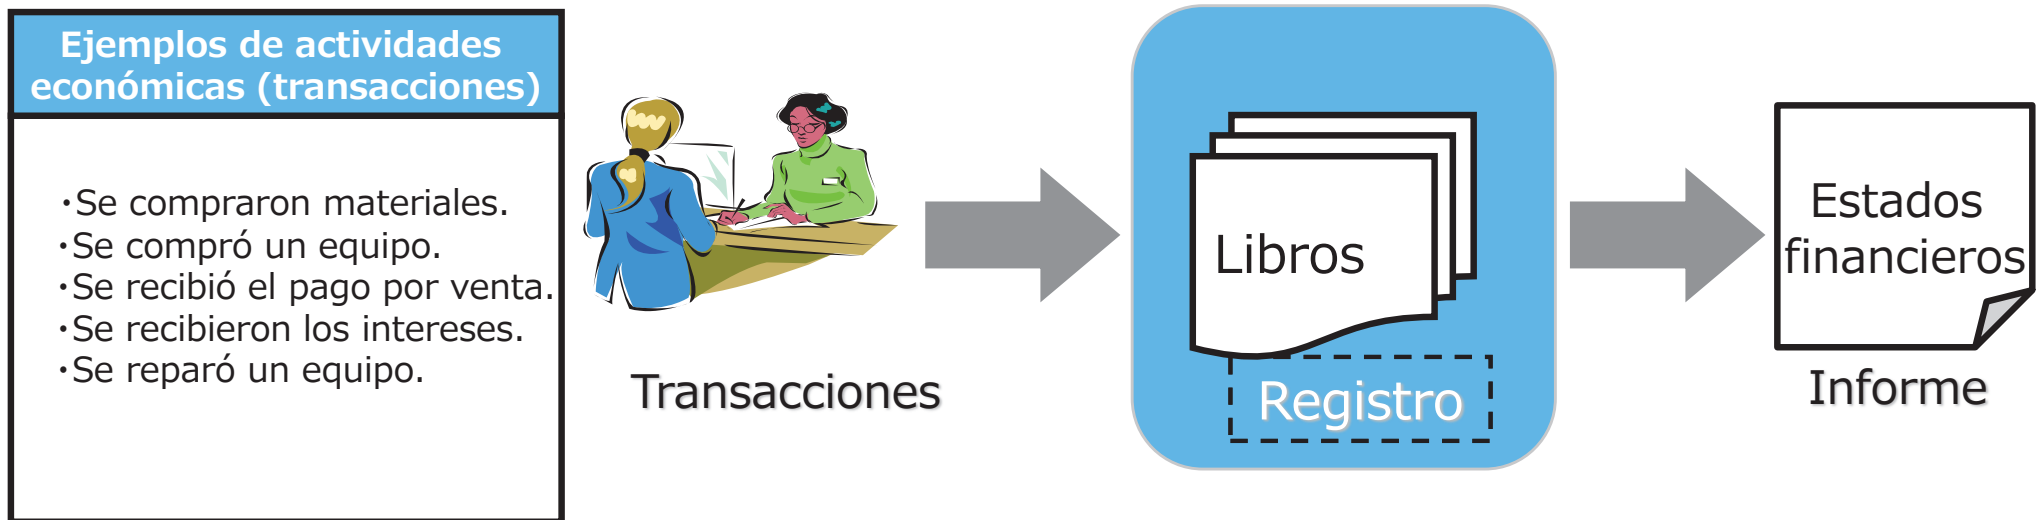 Ejemplos de actividades
económicas (transacciones)
・Se compraron materiales.
・Se compró un equipo.
・Se recibió el pago por venta.
・Se recibieron los intereses.
・Se reparó un equipo.
Transacciones
Libros
Registro
Estados
financieros
Informe